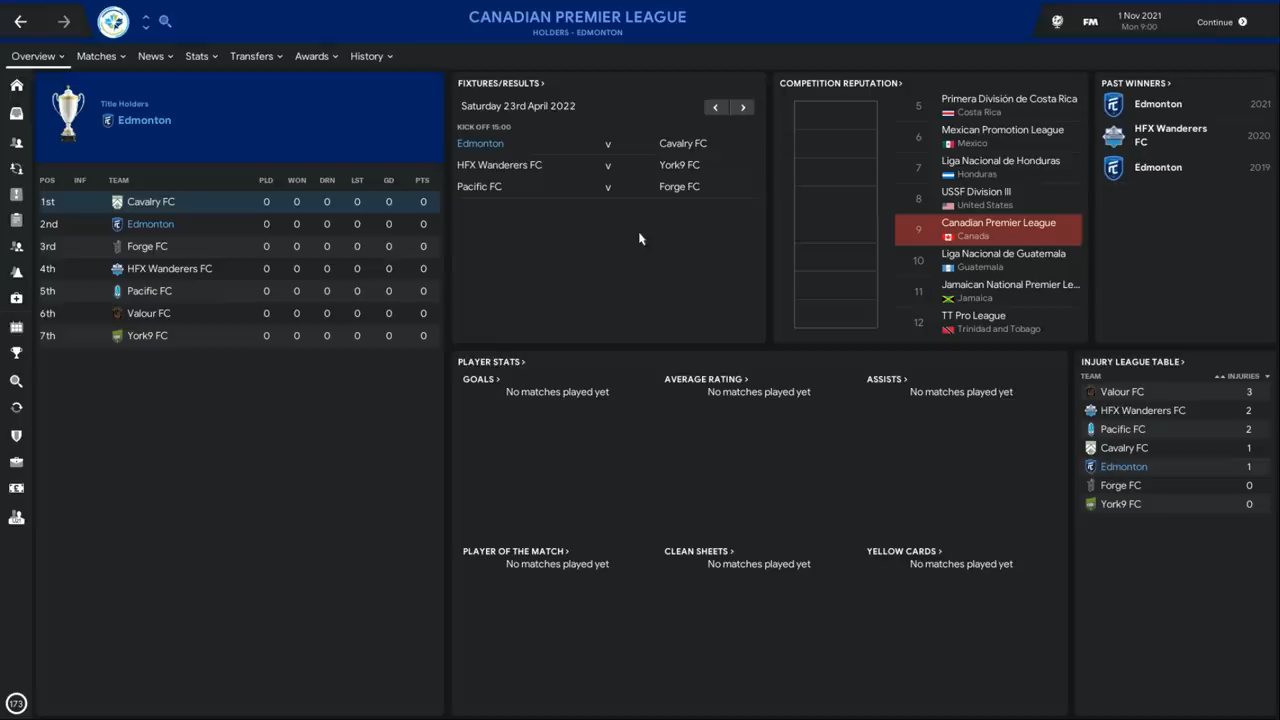 CANADIAN PREMIER LEAGUE
HOLDERS - EDMONTON
FM
1 Nov 2021
Mon 9:00
Continue
Overview
Matches
News
Stats
Transfers
Awards
History
Title Holders
Edmonton
POS INF TEAM PLD WON DRN LST GD PTS
1st Cavalry FC 0 0 0 0 0 0
2nd Edmonton 0 0 0 0 0 0
3rd Forge FC 0 0 0 0 0 0
4th HFX Wanderers FC 0 0 0 0 0 0
5th Pacific FC 0 0 0 0 0 0
6th Valour FC 0 0 0 0 0 0
7th York9 FC 0 0 0 0 0 0
FIXTURES/RESULTS
Saturday 23rd April 2022
KICK OFF 15:00
Edmonton v Cavalry FC
HFX Wanderers FC v York9 FC
Pacific FC v Forge FC
COMPETITION REPUTATION
5 Primera División de Costa Rica
Costa Rica
6 Mexican Promotion League
Mexico
7 Liga Nacional de Honduras
Honduras
8 USSF Division III
United States
9 Canadian Premier League
Canada
10 Liga Nacional de Guatemala
Guatemala
11 Jamaican National Premier Le...
Jamaica
12 TT Pro League
Trinidad and Tobago
PAST WINNERS
Edmonton 2021
HFX Wanderers FC 2020
Edmonton 2019
PLAYER STATS
GOALS
No matches played yet
AVERAGE RATING
No matches played yet
ASSISTS
No matches played yet
PLAYER OF THE MATCH
No matches played yet
CLEAN SHEETS
No matches played yet
YELLOW CARDS
No matches played yet
INJURY LEAGUE TABLE
TEAM INJURIES
Valour FC 3
HFX Wanderers FC 2
Pacific FC 2
Cavalry FC 1
Edmonton 1
Forge FC 0
York9 FC 0
173